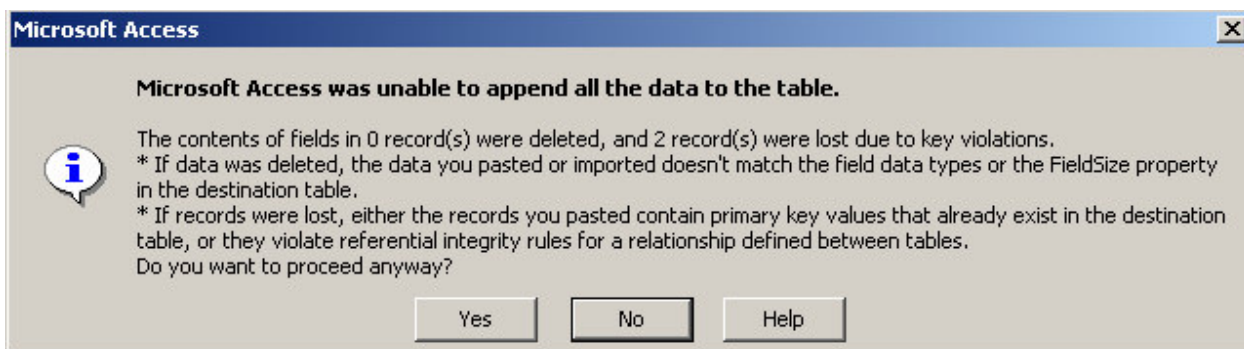 Microsoft Access
Microsoft Access was unable to append all the data to the table.
The contents of fields in 0 record(s) were deleted, and 2 record(s) were lost due to key violations.
* If data was deleted, the data you pasted or imported doesn't match the field data types or the FieldSize property
in the destination table.
* If records were lost, either the records you pasted contain primary key values that already exist in the destination
table, or they violate referential integrity rules for a relationship defined between tables.
Do you want to proceed anyway?
Yes No Help